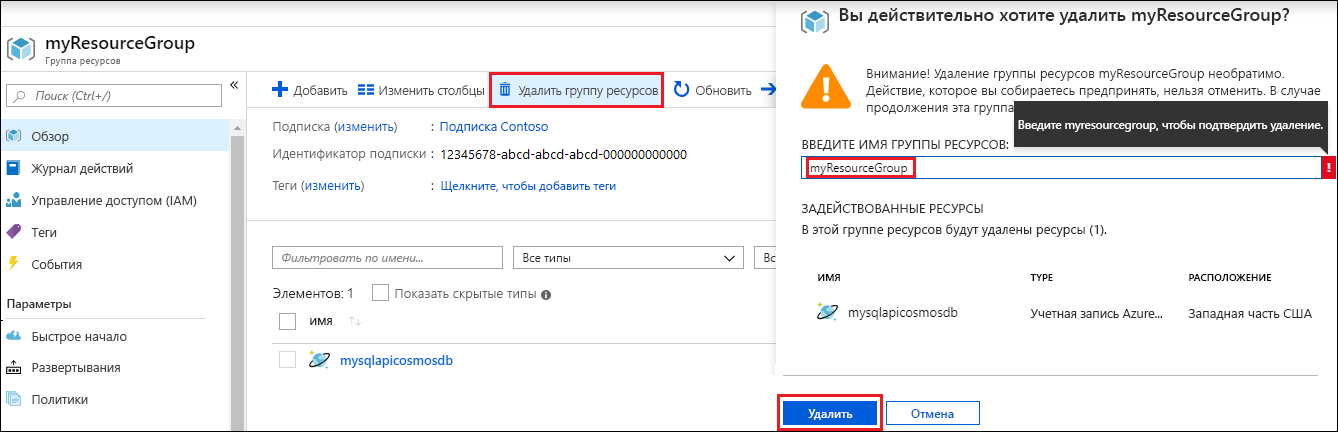 myResourceGroup
Группа ресурсов
Поиск (Ctrl+/)
Обзор
Журнал действий
Управление доступом (IAM)
Теги
События
Параметры
Быстрое начало
Развертывания
Политики
Добавить Изменить столбцы Удалить группу ресурсов Обновить
Подписка (изменить) : Подписка Contoso
Идентификатор подписки : 12345678-abcd-abcd-abcd-000000000000
Теги (изменить) : Щелкните, чтобы добавить теги
Фильтровать по имени... Все типы Вс
Элементов: 1 Показать скрытые типы
ИМЯ
mysqlapicosmosdb
Вы действительно хотите удалить myResourceGroup?
Внимание! Удаление группы ресурсов myResourceGroup необратимо.
Действие, которое вы собираетесь предпринять, нельзя отменить. В случае
продолжения эта группа
Введите myresourcegroup, чтобы подтвердить удаление.
ВВЕДИТЕ ИМЯ ГРУППЫ РЕСУРСОВ:
myResourceGroup
ЗАДЕЙСТВОВАННЫЕ РЕСУРСЫ
В этой группе ресурсов будут удалены ресурсы (1).
ИМЯ TYPE РАСПОЛОЖЕНИЕ
mysqlapicosmosdb Учетная запись Azure... Западная часть США
Удалить Отмена